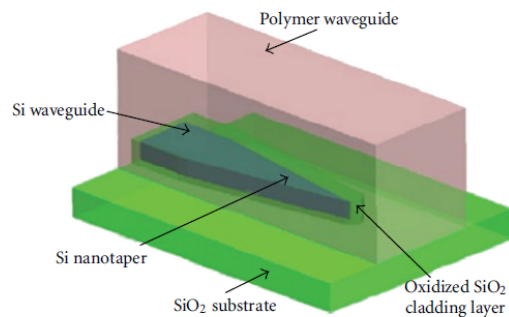 Polymer waveguide
Si waveguide
Si nanotaper
SiO₂ substrate
Oxidized SiO₂
cladding layer